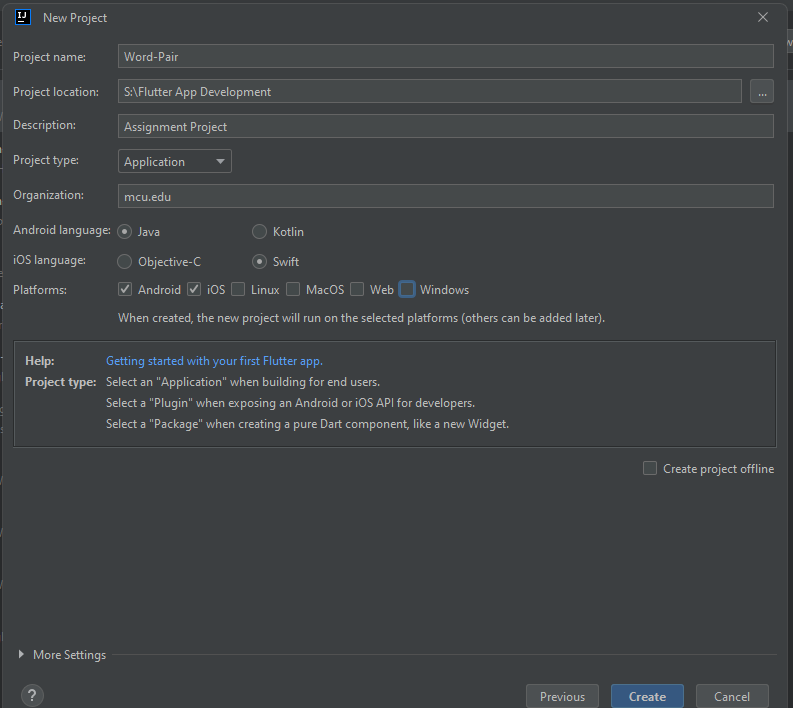 IJ New Project
Project name: Word-Pair
Project location: S:\Flutter App Development ...
Description: Assignment Project
Project type: Application
Organization: mcu.edu
Android language: Java Kotlin
iOS language: Objective-C Swift
Platforms: Android iOS Linux MacOS Web Windows
When created, the new project will run on the selected platforms (others can be added later).
Help: Getting started with your first Flutter app.
Project type: Select an "Application" when building for end users.
Select a "Plugin" when exposing an Android or iOS API for developers.
Select a "Package" when creating a pure Dart component, like a new Widget.
Create project offline
More Settings
? Previous Create Cancel